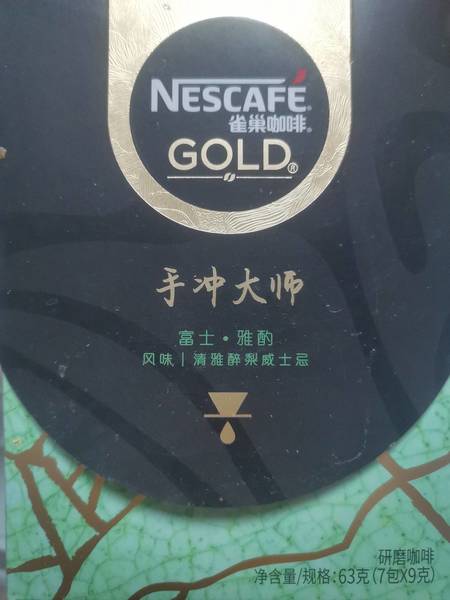 NESCAFÉ®
雀巢咖啡®
GOLD®
手冲大师
富士·雅酌
风味|清雅醉梨威士忌
研磨咖啡
净含量/规格:63克(7包X9克)